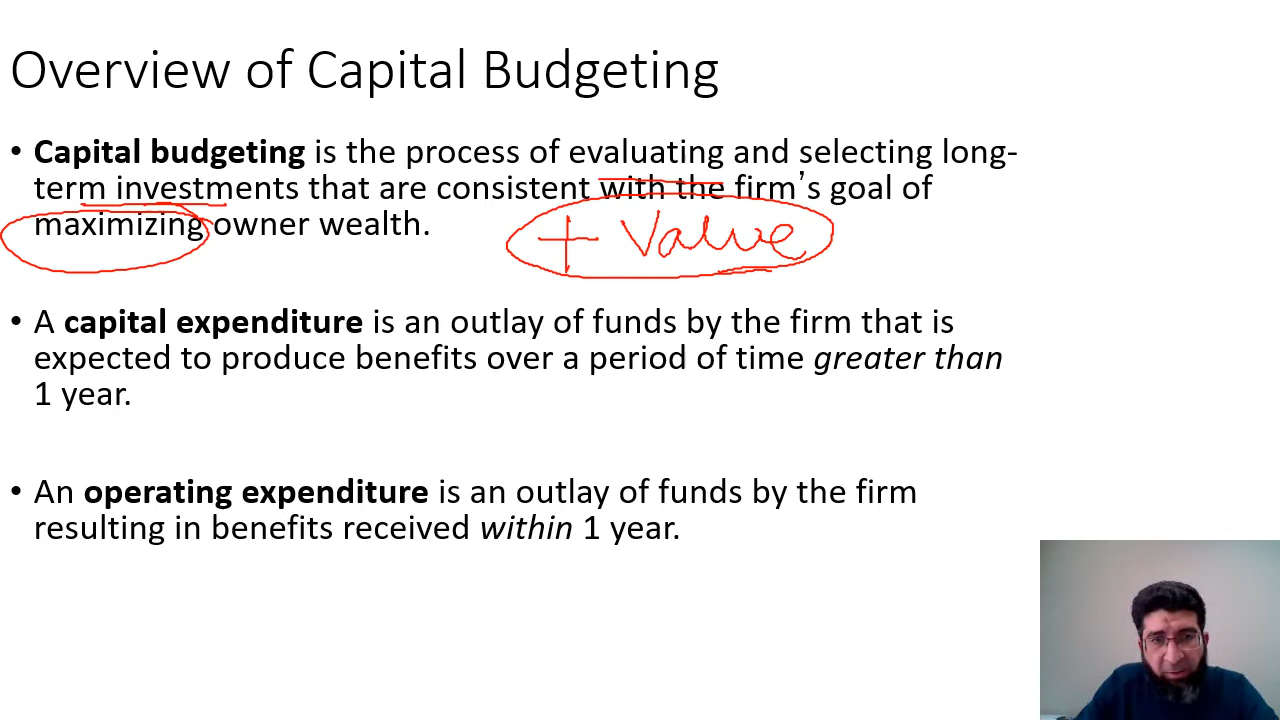 Overview of Capital Budgeting
• Capital budgeting is the process of evaluating and selecting long-
term investments that are consistent with the firm’s goal of
maximizing owner wealth.
+ Value
• A capital expenditure is an outlay of funds by the firm that is
expected to produce benefits over a period of time greater than
1 year.
• An operating expenditure is an outlay of funds by the firm
resulting in benefits received within 1 year.